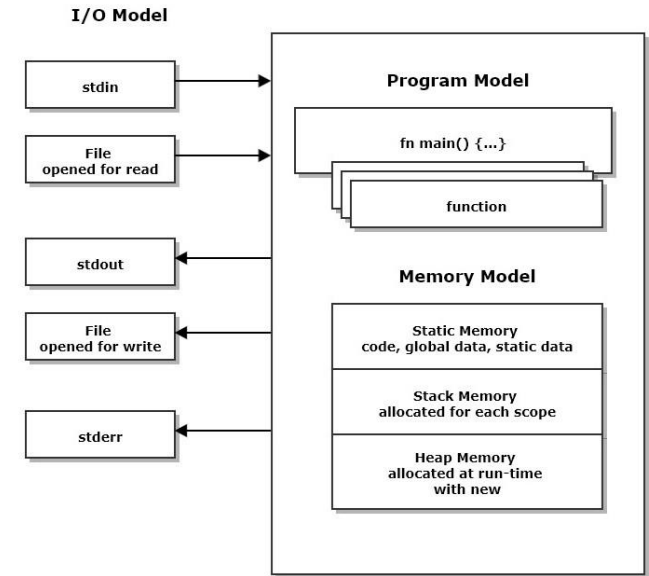 I/O Model
stdin
File
opened for read
stdout
File
opened for write
stderr
Program Model
fn main() {...}
function
Memory Model
Static Memory
code, global data, static data
Stack Memory
allocated for each scope
Heap Memory
allocated at run-time
with new